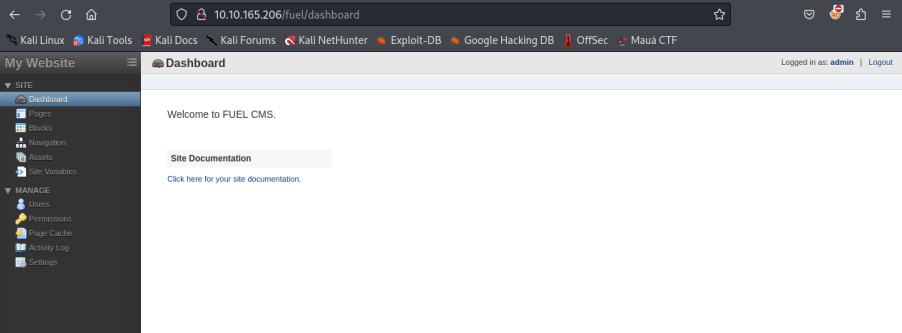 10.10.165.206/fuel/dashboard
Kali Linux Kali Tools Kali Docs Kali Forums Kali NetHunter Exploit-DB Google Hacking DB OffSec Mauá CTF
My Website
Dashboard
Logged in as: admin | Logout
SITE
Dashboard
Pages
Blocks
Navigation
Assets
Site Variables
MANAGE
Users
Permissions
Page Cache
Activity Log
Settings
Welcome to FUEL CMS.
Site Documentation
Click here for your site documentation.